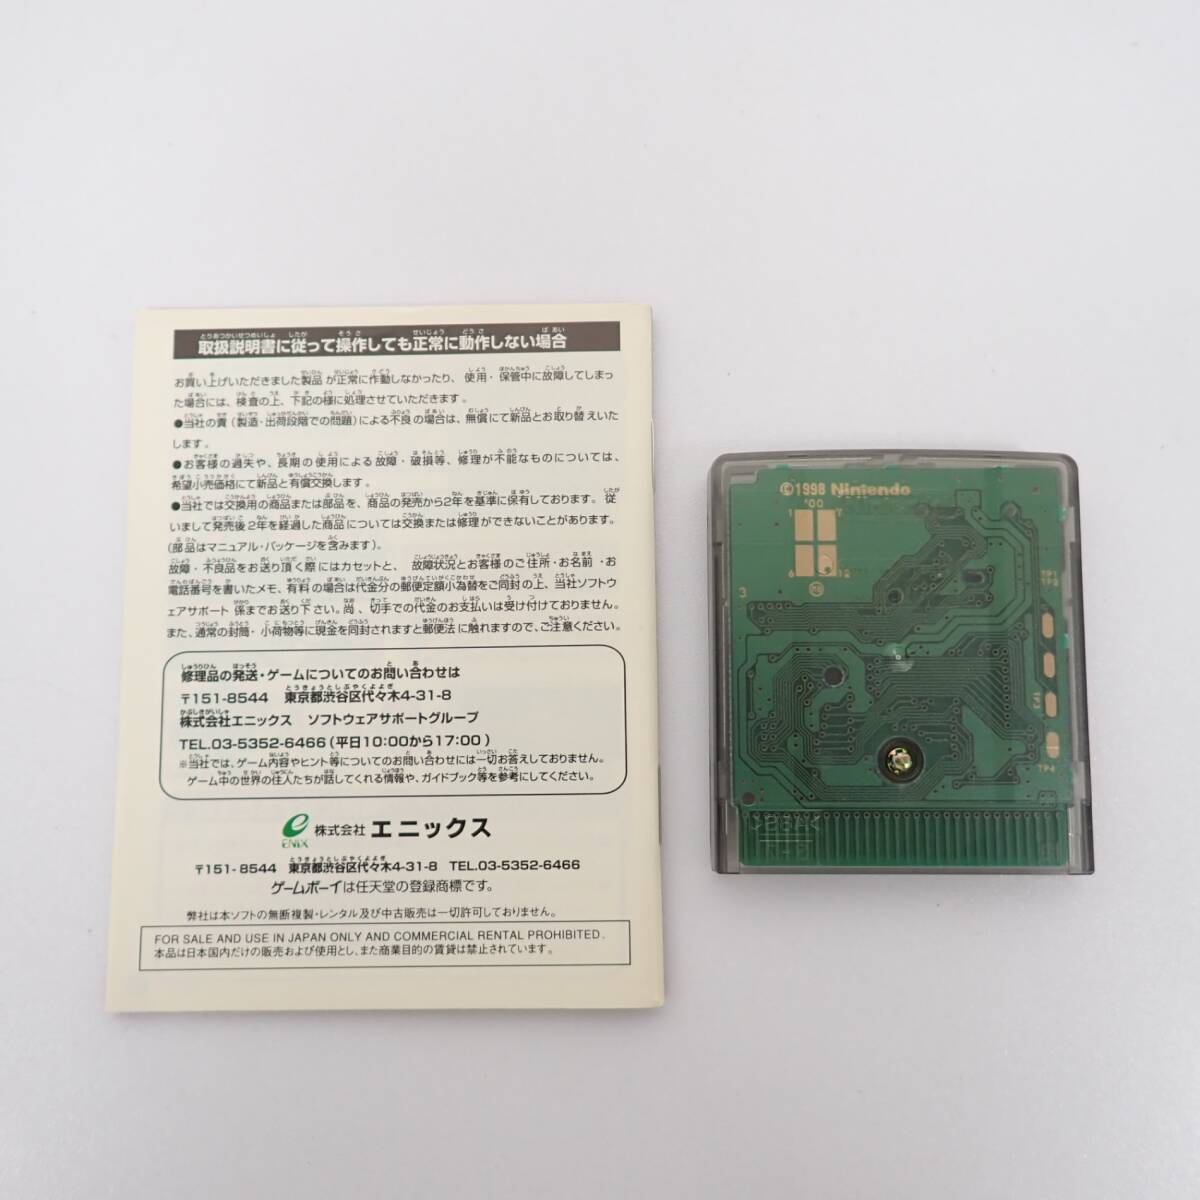 取扱説明書に従って操作しても正常に動作しない場合
お買い上げいただきました製品が正常に作動しなかったり、使用・保管中に故障してしまっ
た場合には、検査の上、下記の様に処理させていただきます。
●当社の責(製造・出荷段階での問題)による不良の場合は、無償にて新品とお取り替えいた
します。
●お客様の過失や、長期の使用による故障・破損等、修理が不能なものについては、
希望小売価格にて新品と有償交換します。
●当社では交換用の商品または部品を、商品の発売から2年を基準に保有しております。従
いまして発売後2年を経過した商品については交換または修理ができないことがあります。
(部品はマニュアル・パッケージを含みます)。
故障・不良品をお送り頂く際にはカセットと、故障状況とお客様のご住所・お名前・お
電話番号を書いたメモ、有料の場合は代金分の郵便定額小為替をご同封の上、当社ソフトウ
ェアサポート係までお送り下さい。尚、切手での代金のお支払いは受け付ておりません。
また、通常の封筒・小荷物等に現金を同封されますと郵便法に触れますので、ご注意ください。
修理品の発送・ゲームについてのお問い合わせは
〒151-8544 東京都渋谷区代々木4-31-8
株式会社エニックス ソフトウェアサポートグループ
TEL.03-5352-6466(平日10:00から17:00)
※当社では、ゲーム内容やヒント等についてのお問い合わせには一切お答えしておりません。
ゲーム中の世界の住人たちが話してくれる情報や、ガイドブック等を参考にしてください。
ENIX 株式会社 エニックス
〒151-8544 東京都渋谷区代々木4-31-8 TEL.03-5352-6466
ゲームボーイは任天堂の登録商標です。
弊社は本ソフトの無断複製・レンタル及び中古販売は一切許可しておりません。
FOR SALE AND USE IN JAPAN ONLY AND COMMERCIAL RENTAL PROHIBITED.
本品は日本国内だけの販売および使用とし、また商業目的の賃貸は禁止されています。
©1998 Nintendo
'00
1 7
6 12
3
TP1
TP2
TP3
TP4